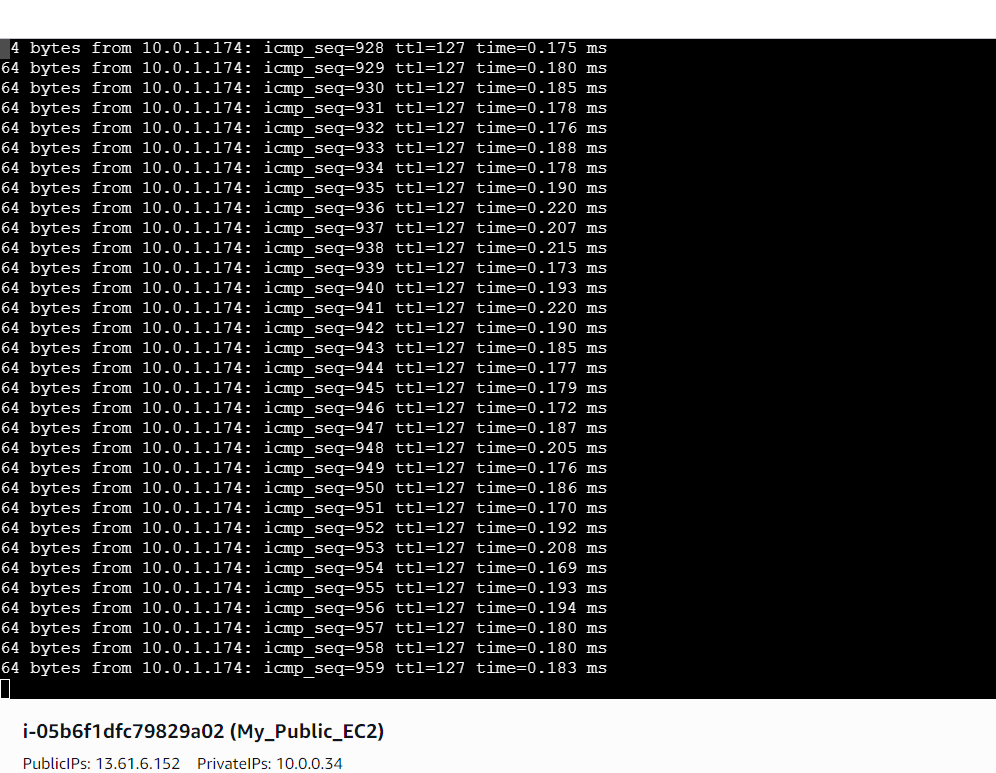 4 bytes from 10.0.1.174: icmp_seq=928 ttl=127 time=0.175 ms
64 bytes from 10.0.1.174: icmp_seq=929 ttl=127 time=0.180 ms
64 bytes from 10.0.1.174: icmp_seq=930 ttl=127 time=0.185 ms
64 bytes from 10.0.1.174: icmp_seq=931 ttl=127 time=0.178 ms
64 bytes from 10.0.1.174: icmp_seq=932 ttl=127 time=0.176 ms
64 bytes from 10.0.1.174: icmp_seq=933 ttl=127 time=0.188 ms
64 bytes from 10.0.1.174: icmp_seq=934 ttl=127 time=0.178 ms
64 bytes from 10.0.1.174: icmp_seq=935 ttl=127 time=0.190 ms
64 bytes from 10.0.1.174: icmp_seq=936 ttl=127 time=0.220 ms
64 bytes from 10.0.1.174: icmp_seq=937 ttl=127 time=0.207 ms
64 bytes from 10.0.1.174: icmp_seq=938 ttl=127 time=0.215 ms
64 bytes from 10.0.1.174: icmp_seq=939 ttl=127 time=0.173 ms
64 bytes from 10.0.1.174: icmp_seq=940 ttl=127 time=0.193 ms
64 bytes from 10.0.1.174: icmp_seq=941 ttl=127 time=0.220 ms
64 bytes from 10.0.1.174: icmp_seq=942 ttl=127 time=0.190 ms
64 bytes from 10.0.1.174: icmp_seq=943 ttl=127 time=0.185 ms
64 bytes from 10.0.1.174: icmp_seq=944 ttl=127 time=0.177 ms
64 bytes from 10.0.1.174: icmp_seq=945 ttl=127 time=0.179 ms
64 bytes from 10.0.1.174: icmp_seq=946 ttl=127 time=0.172 ms
64 bytes from 10.0.1.174: icmp_seq=947 ttl=127 time=0.187 ms
64 bytes from 10.0.1.174: icmp_seq=948 ttl=127 time=0.205 ms
64 bytes from 10.0.1.174: icmp_seq=949 ttl=127 time=0.176 ms
64 bytes from 10.0.1.174: icmp_seq=950 ttl=127 time=0.186 ms
64 bytes from 10.0.1.174: icmp_seq=951 ttl=127 time=0.170 ms
64 bytes from 10.0.1.174: icmp_seq=952 ttl=127 time=0.192 ms
64 bytes from 10.0.1.174: icmp_seq=953 ttl=127 time=0.208 ms
64 bytes from 10.0.1.174: icmp_seq=954 ttl=127 time=0.169 ms
64 bytes from 10.0.1.174: icmp_seq=955 ttl=127 time=0.193 ms
64 bytes from 10.0.1.174: icmp_seq=956 ttl=127 time=0.194 ms
64 bytes from 10.0.1.174: icmp_seq=957 ttl=127 time=0.180 ms
64 bytes from 10.0.1.174: icmp_seq=958 ttl=127 time=0.180 ms
64 bytes from 10.0.1.174: icmp_seq=959 ttl=127 time=0.183 ms
i-05b6f1dfc79829a02 (My_Public_EC2)
PublicIPs: 13.61.6.152 PrivateIPs: 10.0.0.34